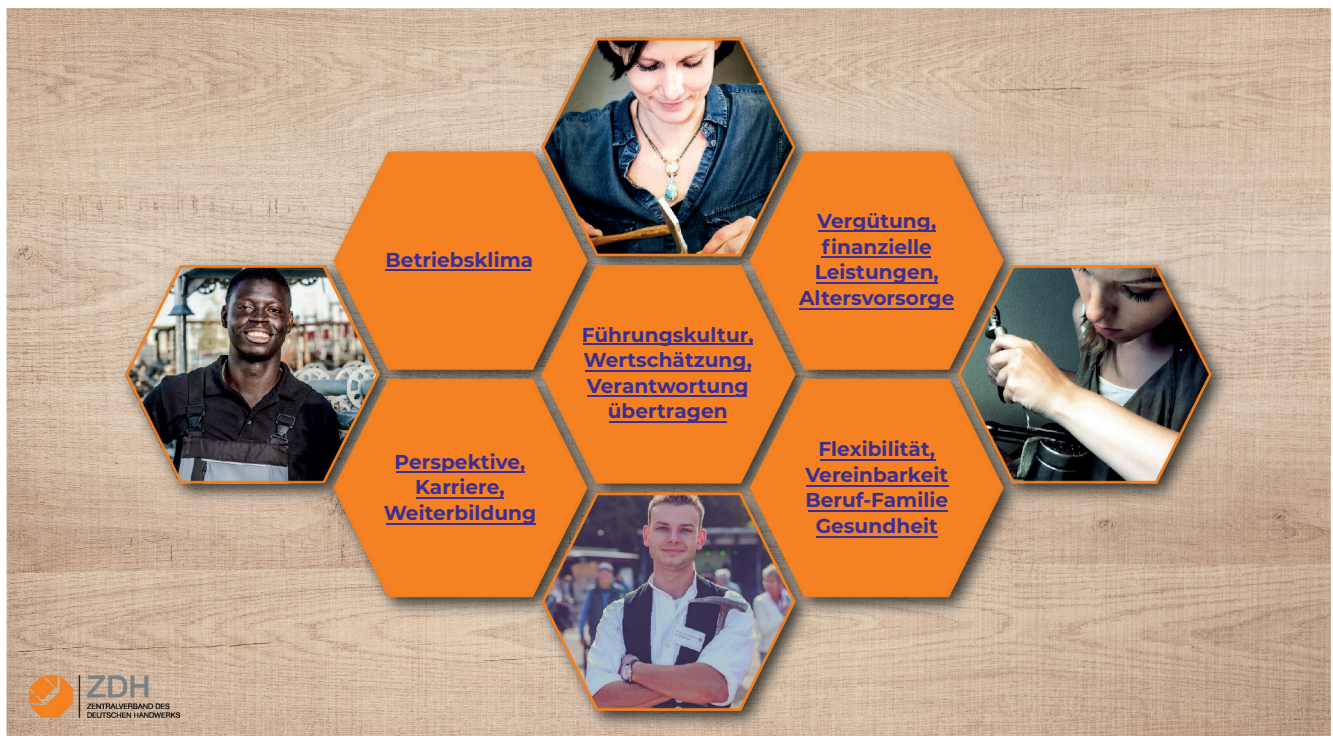 Betriebsklima
Vergütung,
finanzielle
Leistungen,
Altersvorsorge
Führungskultur,
Wertschätzung,
Verantwortung
übertragen
Perspektive,
Karriere,
Weiterbildung
Flexibilität,
Vereinbarkeit
Beruf-Familie
Gesundheit
ZDH
ZENTRALVERBAND DES
DEUTSCHEN HANDWERKS